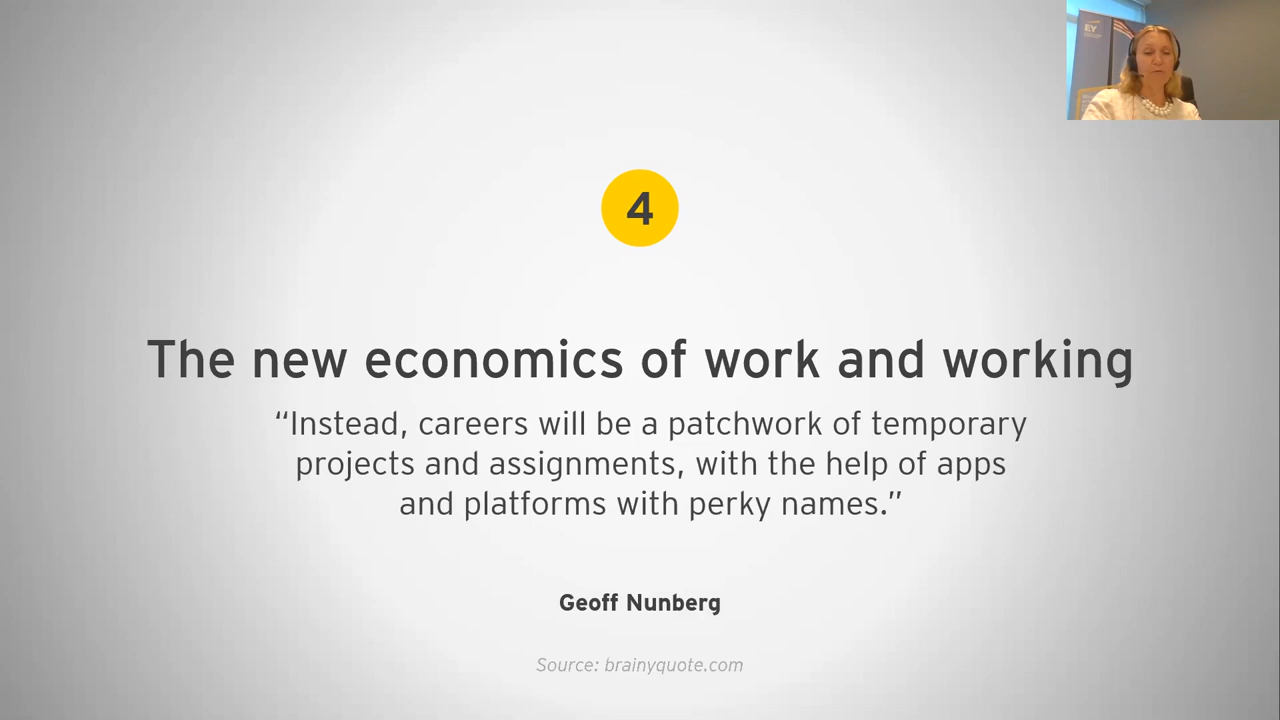 EY
4
The new economics of work and working
“Instead, careers will be a patchwork of temporary
projects and assignments, with the help of apps
and platforms with perky names.”
Geoff Nunberg
Source: brainyquote.com